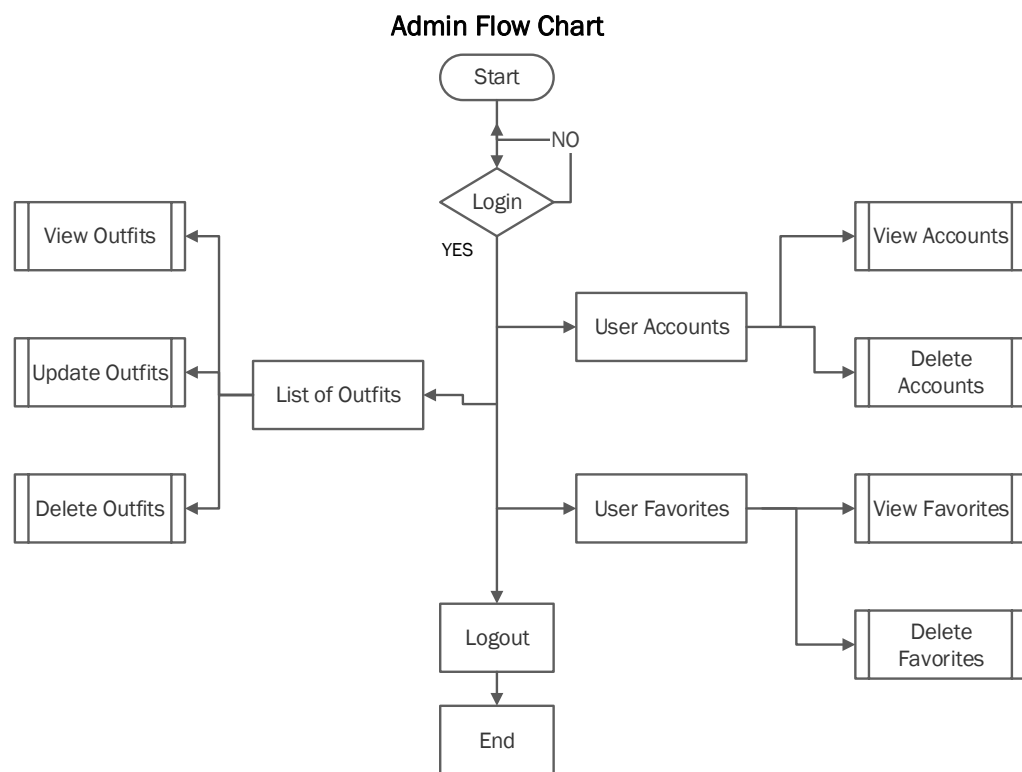 Admin Flow Chart
Start
NO
Login
YES
View Outfits
View Accounts
User Accounts
Update Outfits
List of Outfits
Delete
Accounts
Delete Outfits
User Favorites
View Favorites
Logout
Delete
Favorites
End